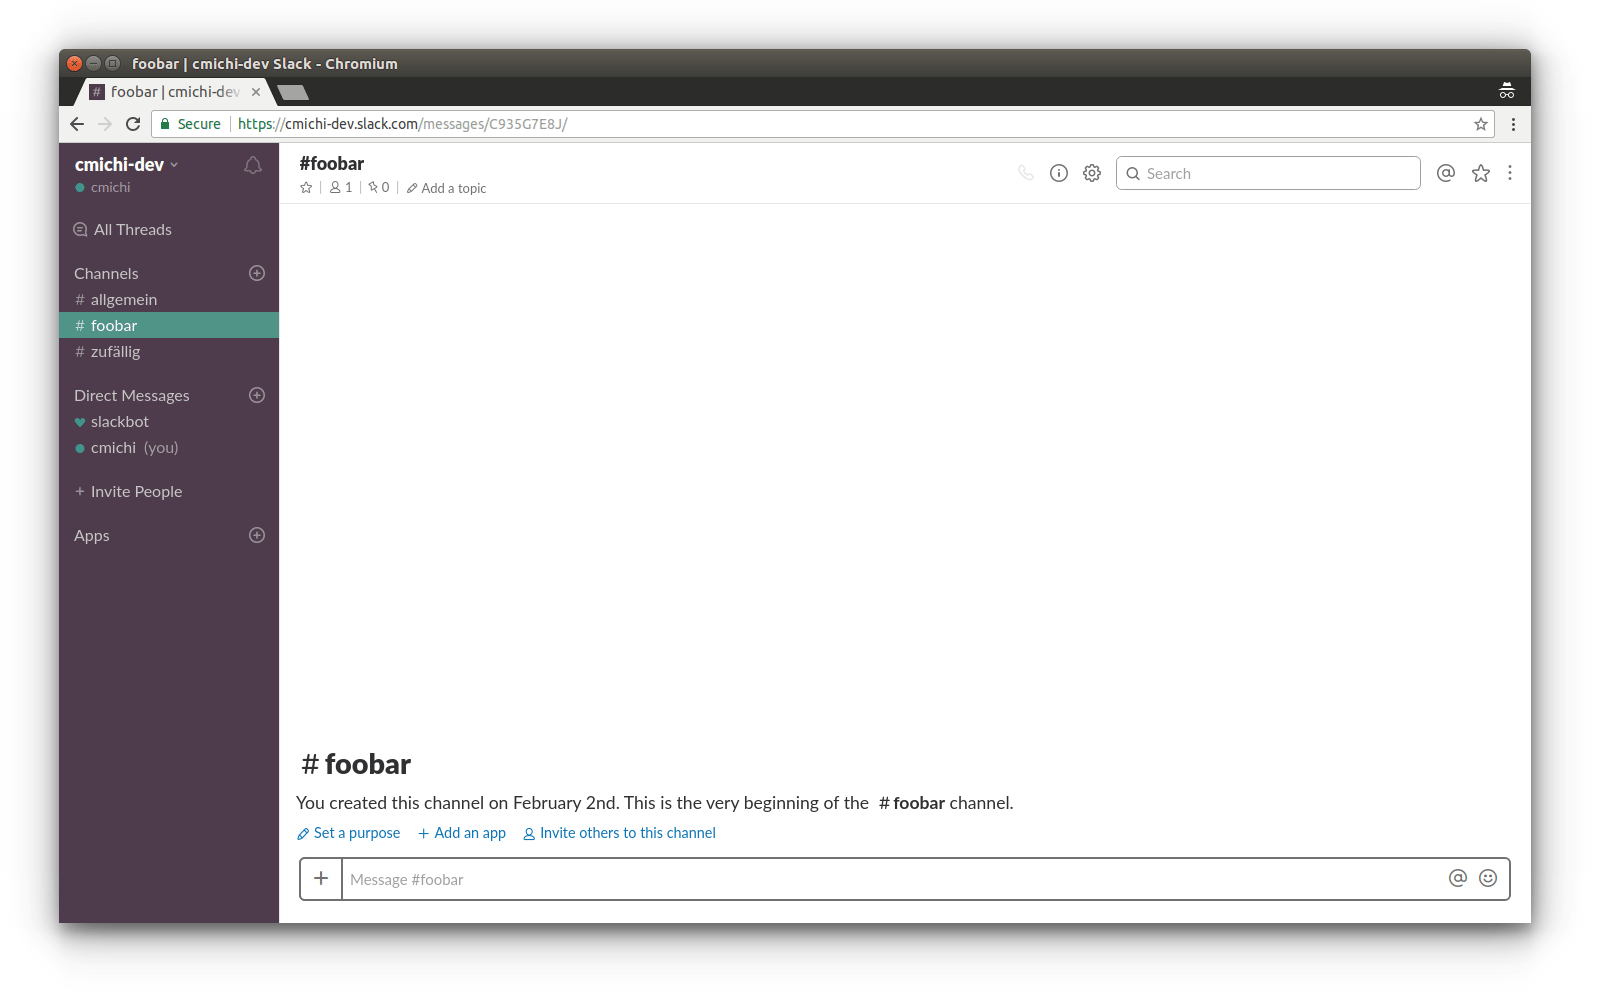 foobar | cmichi-dev Slack - Chromium
# foobar | cmichi-dev
Secure | https://cmichi-dev.slack.com/messages/C935G7E8J/
cmichi-dev
cmichi
All Threads
Channels
# allgemein
# foobar
# zufällig
Direct Messages
slackbot
cmichi (you)
+ Invite People
Apps
#foobar
1 | 0 | Add a topic
Search
# foobar
You created this channel on February 2nd. This is the very beginning of the # foobar channel.
Set a purpose + Add an app Invite others to this channel
+ Message #foobar